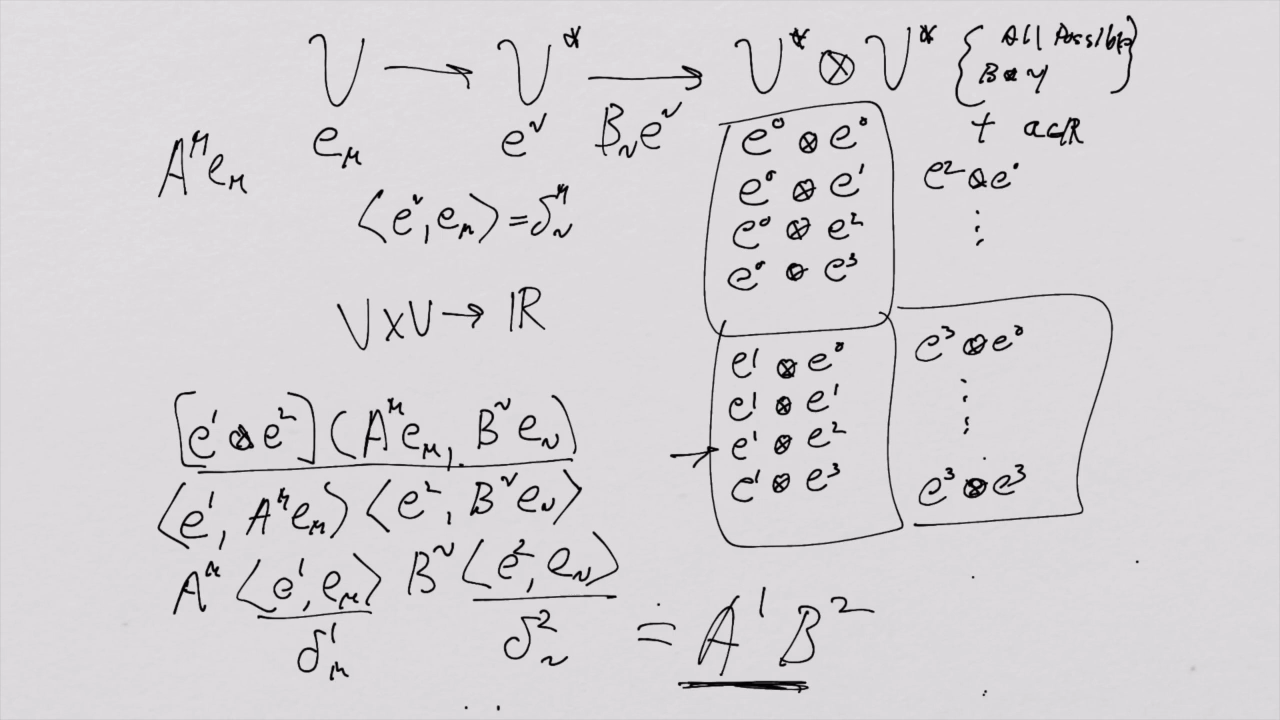 V → V* → V* ⊗ V* { All Possible
B⊗γ }
+ a∈ℝ
A^μ e_μ
e_μ
e^ν
B_ν e^ν
⟨e^ν, e_μ⟩ = δ^μ_ν
V x V → ℝ
[e^1 ⊗ e^2] (A^μ e_μ, B^ν e_ν)
⟨e^1, A^μ e_μ⟩ ⟨e^2, B^ν e_ν⟩
A^μ ⟨e^1, e_μ⟩ B^ν ⟨e^2, e_ν⟩
δ^1_μ δ^2_ν = A^1 B^2
e^0 ⊗ e^0
e^0 ⊗ e^1
e^0 ⊗ e^2
e^0 ⊗ e^3
e^1 ⊗ e^0
e^1 ⊗ e^1
→ e^1 ⊗ e^2
e^1 ⊗ e^3
e^2 ⊗ e^0
⋮
e^3 ⊗ e^0
⋮
e^3 ⊗ e^3